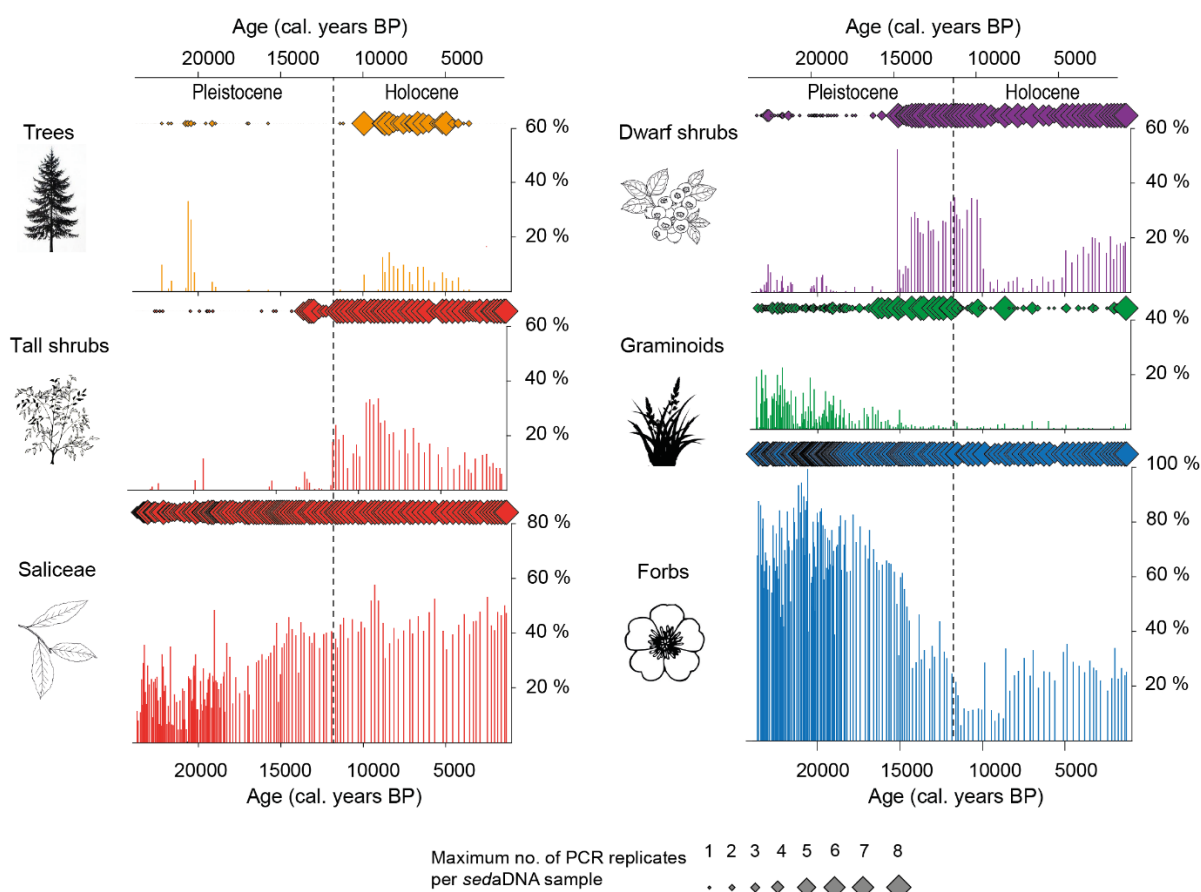 Age (cal. years BP)
20000 15000 10000 5000
Pleistocene Holocene
Trees
60 %
40 %
20 %
Tall shrubs
60 %
40 %
20 %
Saliceae
80 %
60 %
40 %
20 %
20000 15000 10000 5000
Age (cal. years BP)
Age (cal. years BP)
20000 15000 10000 5000
Pleistocene Holocene
Dwarf shrubs
60 %
40 %
20 %
Graminoids
40 %
20 %
Forbs
100 %
80 %
60 %
40 %
20 %
20000 15000 10000 5000
Age (cal. years BP)
Maximum no. of PCR replicates
per sedaDNA sample
1 2 3 4 5 6 7 8